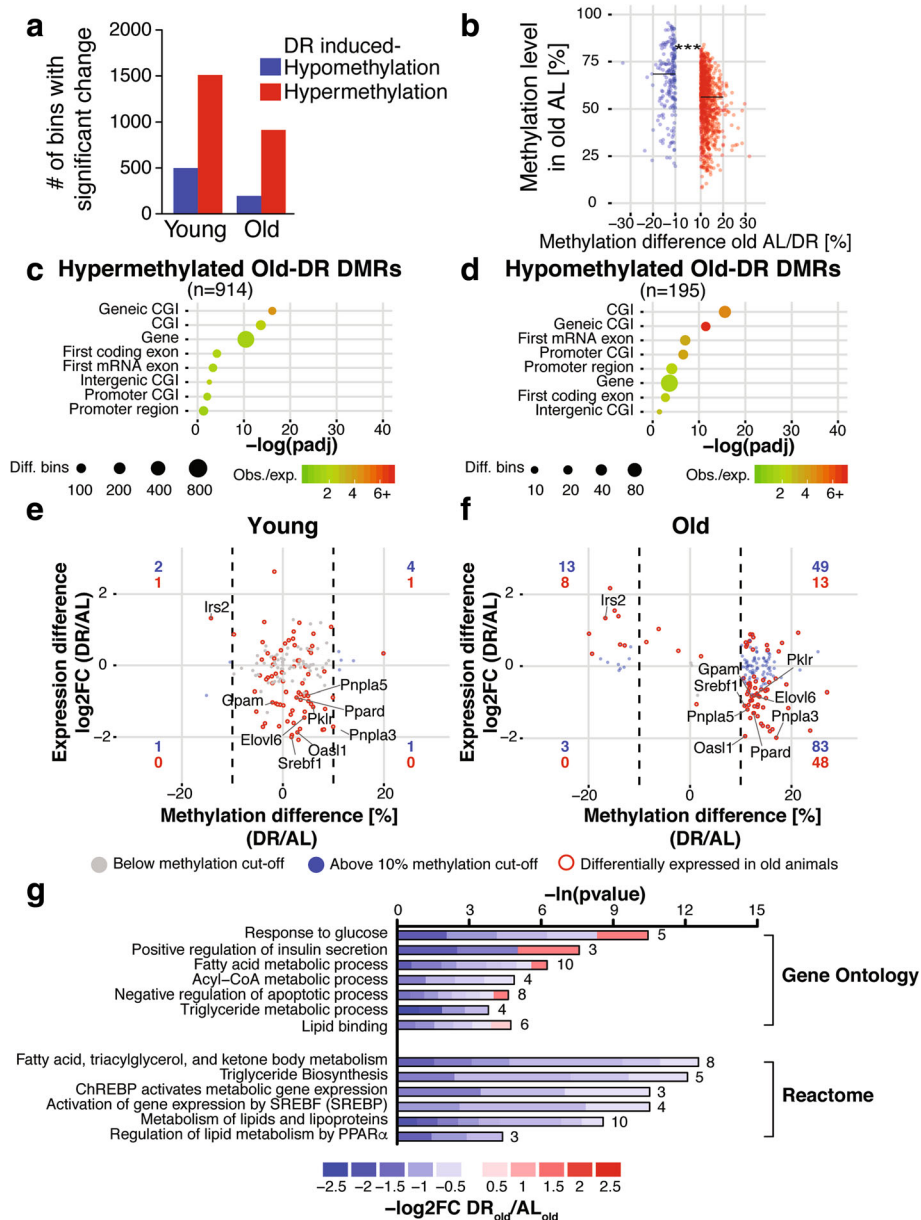 a
2000
1500
1000
500
0
# of bins with
significant change
DR induced-
Hypomethylation
Hypermethylation
Young
Old
b
100
75
50
25
0
Methylation level
in old AL [%]
***
−30
−20
−10
10
20
30
Methylation difference old AL/DR [%]
c
Hypermethylated Old-DR DMRs
(n=914)
Geneic CGI
CGI
Gene
First coding exon
First mRNA exon
Intergenic CGI
Promoter CGI
Promoter region
0 10 20 30 40
−log(padj)
Diff. bins
100 200 400 800
Obs./exp.
2 4 6+
d
Hypomethylated Old-DR DMRs
(n=195)
CGI
Geneic CGI
First mRNA exon
Promoter CGI
Promoter region
Gene
First coding exon
Intergenic CGI
0 10 20 30 40
−log(padj)
Diff. bins
10 20 40 80
Obs./exp.
2 4 6+
e
Young
2
1
4
1
1
0
1
0
2
0
−2
Expression difference
log2FC (DR/AL)
Irs2
Gpam
Pnpla5
Ppard
Pklr
Pnpla3
Elovl6
Oasl1
Srebf1
−20
0
20
Methylation difference [%]
(DR/AL)
f
Old
13
8
49
13
3
0
83
48
2
0
−2
Expression difference
log2FC (DR/AL)
Irs2
Gpam
Pklr
Srebf1
Elovl6
Pnpla5
Pnpla3
Oasl1
Ppard
−20
0
20
Methylation difference [%]
(DR/AL)
Below methylation cut-off
Above 10% methylation cut-off
Differentially expressed in old animals
g
−ln(pvalue)
0 3 6 9 12 15
Response to glucose 5
Positive regulation of insulin secretion 3
Fatty acid metabolic process 10
Acyl−CoA metabolic process 4
Negative regulation of apoptotic process 8
Triglyceride metabolic process 4
Lipid binding 6
Gene Ontology
Fatty acid, triacylglycerol, and ketone body metabolism 8
Triglyceride Biosynthesis 5
ChREBP activates metabolic gene expression 3
Activation of gene expression by SREBF (SREBP) 4
Metabolism of lipids and lipoproteins 10
Regulation of lipid metabolism by PPARα 3
Reactome
−2.5 −2 −1.5 −1 −0.5 0.5 1 1.5 2 2.5
−log2FC DRold/ALold